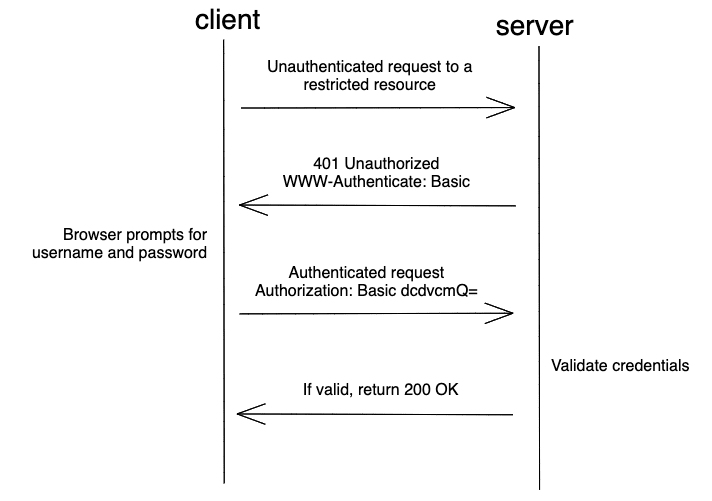 client
server
Unauthenticated request to a
restricted resource
401 Unauthorized
WWW-Authenticate: Basic
Browser prompts for
username and password
Authenticated request
Authorization: Basic dcdvcmQ=
Validate credentials
If valid, return 200 OK